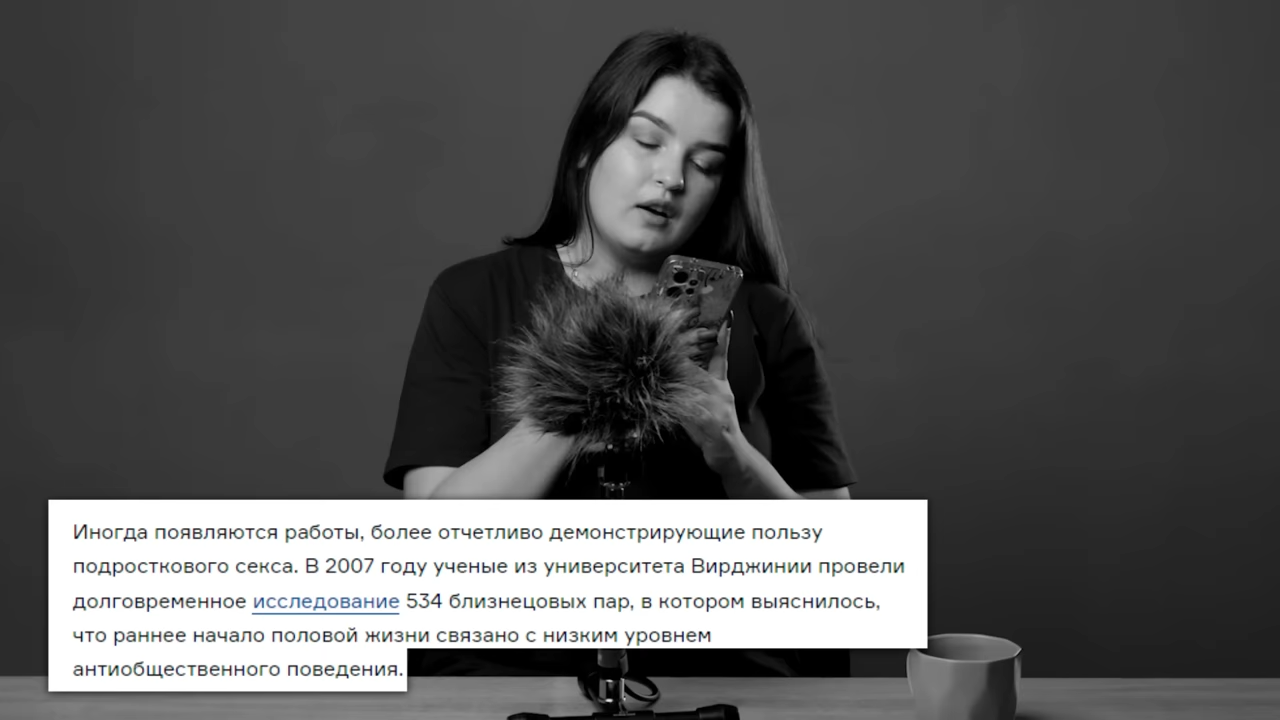 Иногда появляются работы, более отчетливо демонстрирующие пользу
подросткового секса. В 2007 году ученые из университета Вирджинии провели
долговременное исследование 534 близнецовых пар, в котором выяснилось,
что раннее начало половой жизни связано с низким уровнем
антиобщественного поведения.